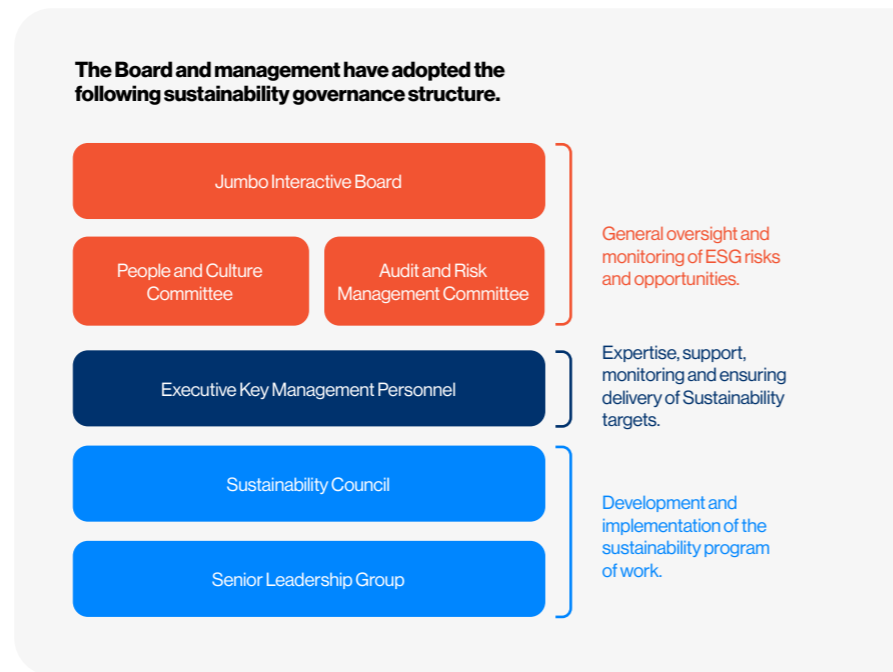 The Board and management have adopted the
following sustainability governance structure.
Jumbo Interactive Board
People and Culture
Committee
Audit and Risk
Management Committee
General oversight and
monitoring of ESG risks
and opportunities.
Executive Key Management Personnel
Expertise, support,
monitoring and ensuring
delivery of Sustainability
targets.
Sustainability Council
Senior Leadership Group
Development and
implementation of the
sustainability program
of work.